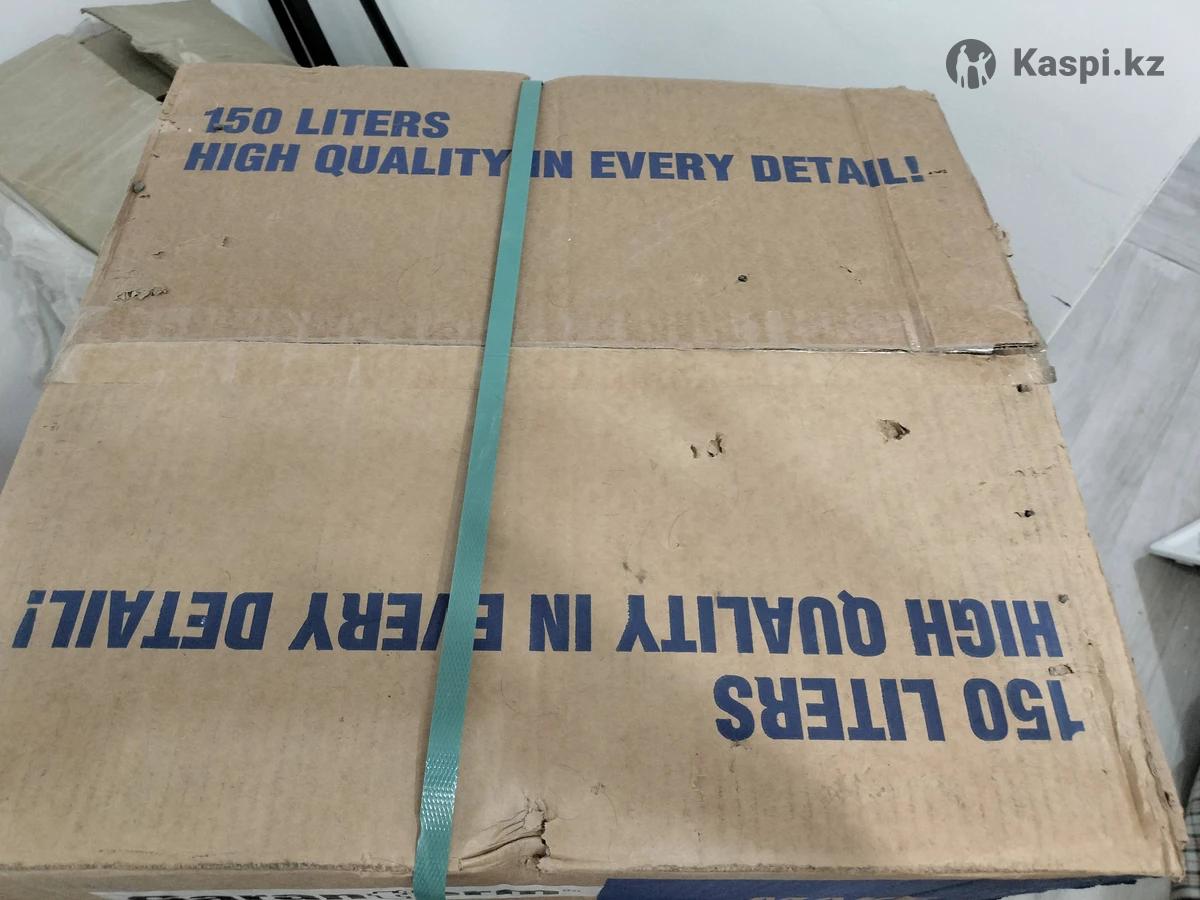 Kaspi.kz
150 LITERS
HIGH QUALITY IN EVERY DETAIL!
HIGH QUALITY IN EVERY DETAIL!
150 LITERS